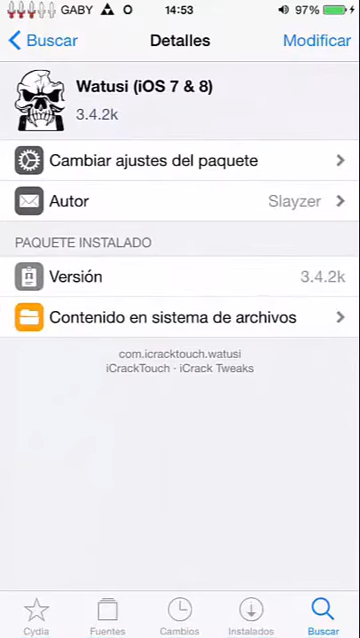 GABY 14:53 97%
Buscar Detalles Modificar
Watusi (iOS 7 & 8)
3.4.2k
Cambiar ajustes del paquete
Autor Slayzer
PAQUETE INSTALADO
Versión 3.4.2k
Contenido en sistema de archivos
com.icracktouch.watusi
iCrackTouch · iCrack Tweaks
Cydia Fuentes Cambios Instalados Buscar